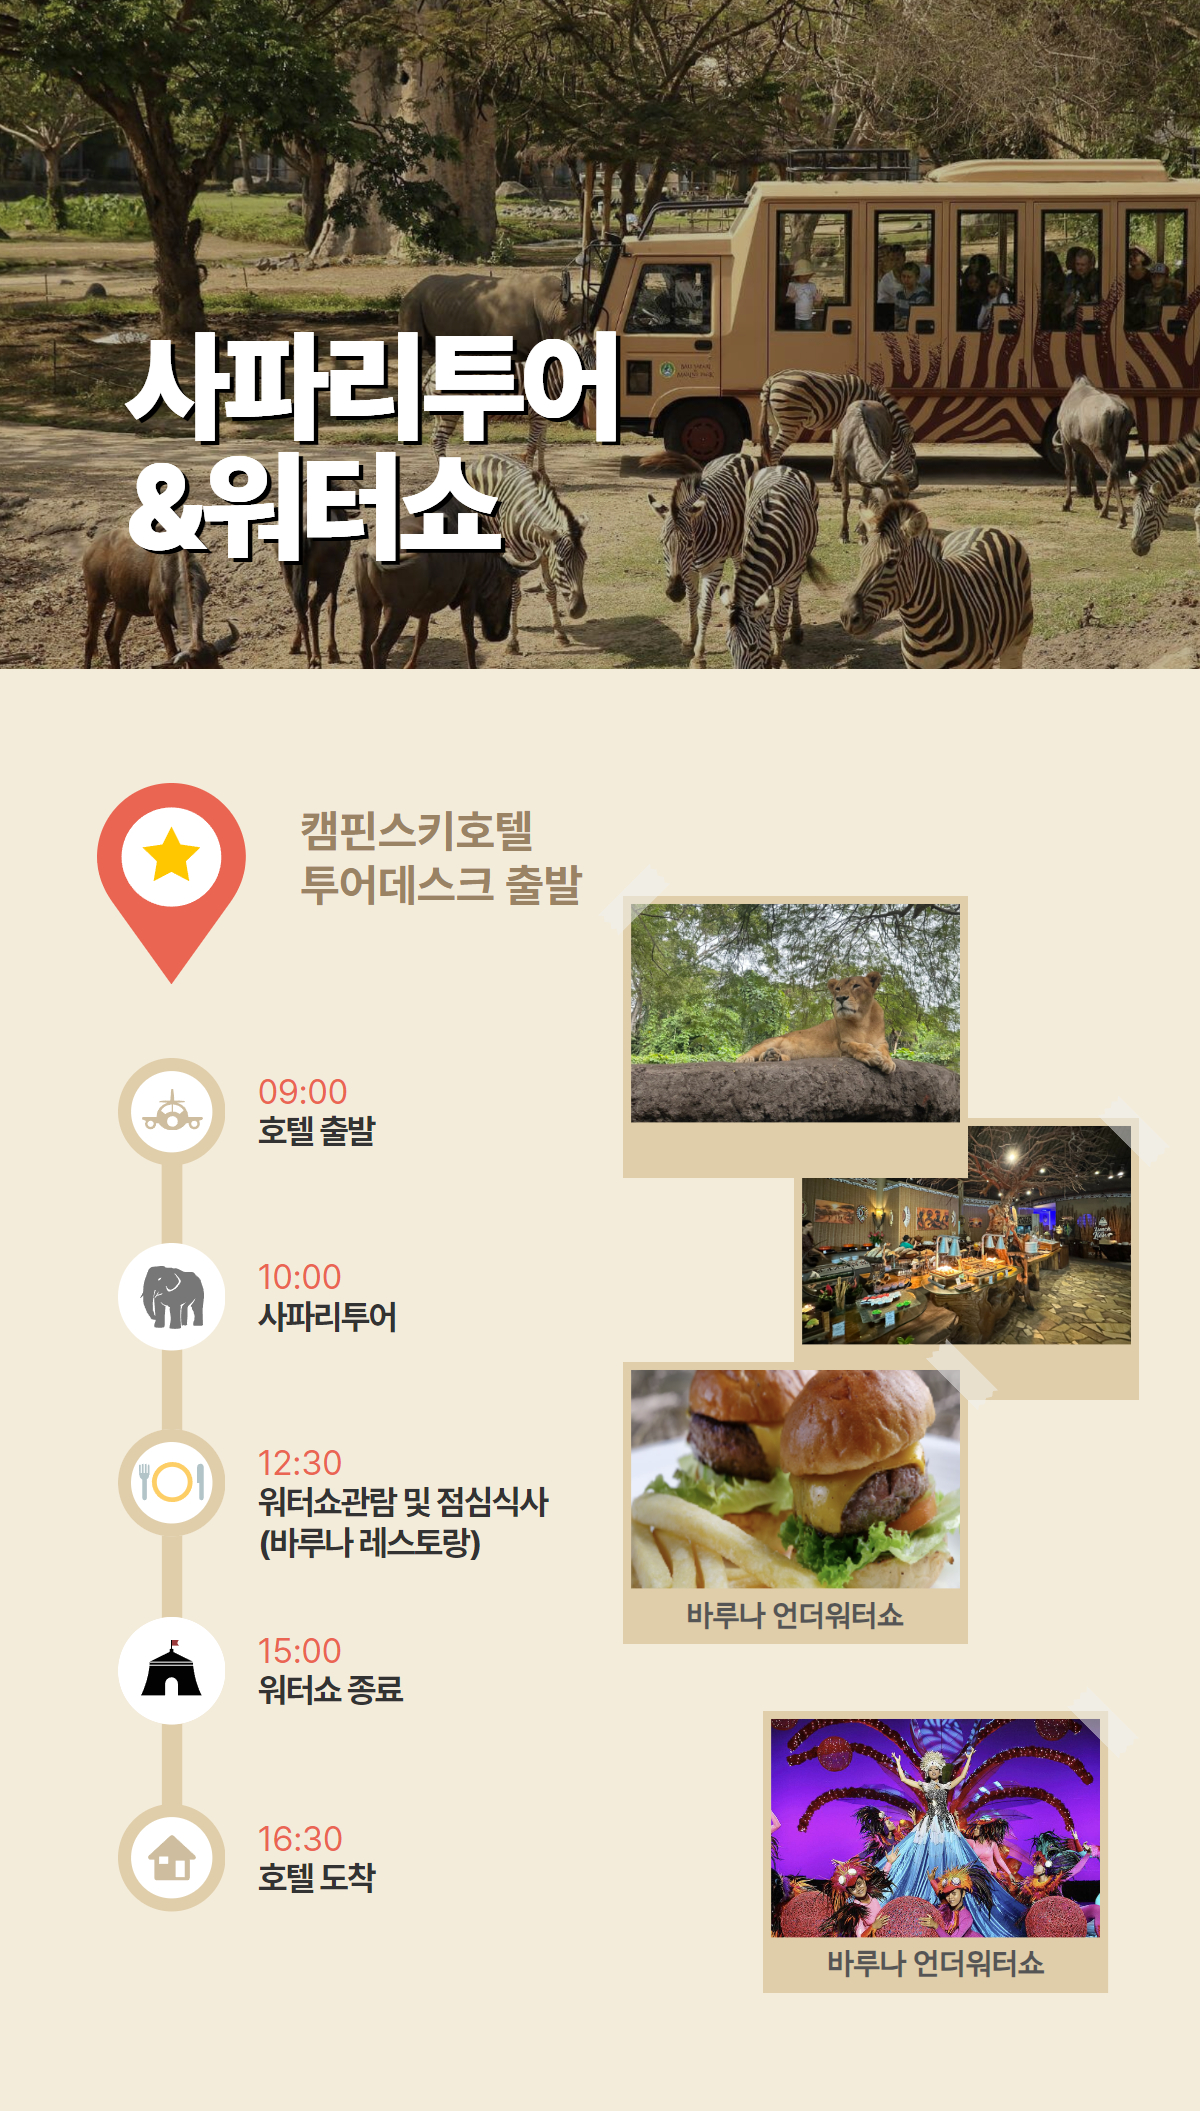 사파리투어
&워터쇼
캠핀스키호텔
투어데스크 출발
09:00
호텔 출발
10:00
사파리투어
12:30
워터쇼관람 및 점심식사
(바루나 레스토랑)
15:00
워터쇼 종료
16:30
호텔 도착
바루나 언더워터쇼
바루나 언더워터쇼